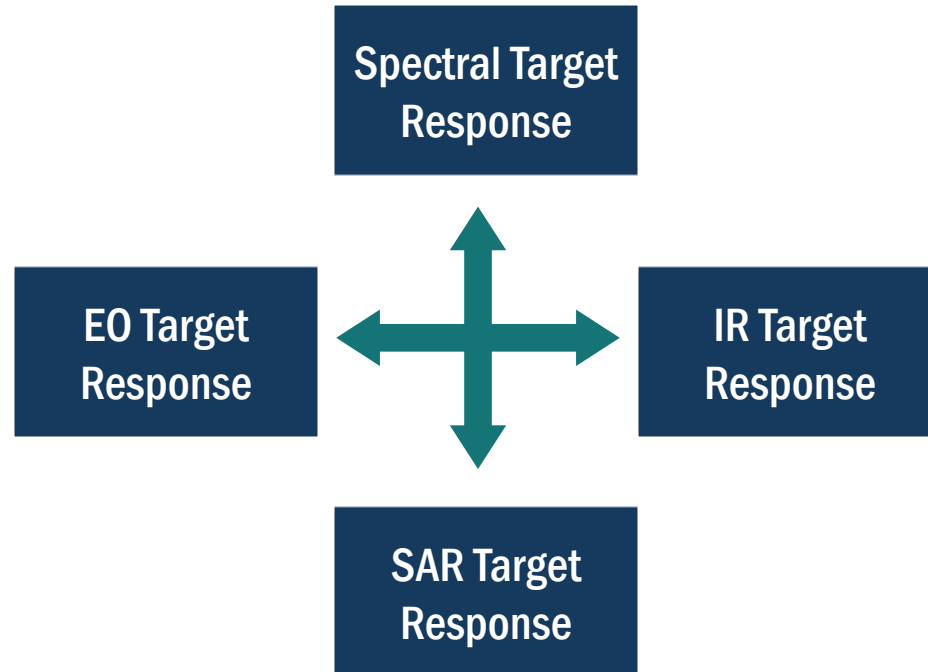 Spectral Target
Response
EO Target
Response
IR Target
Response
SAR Target
Response